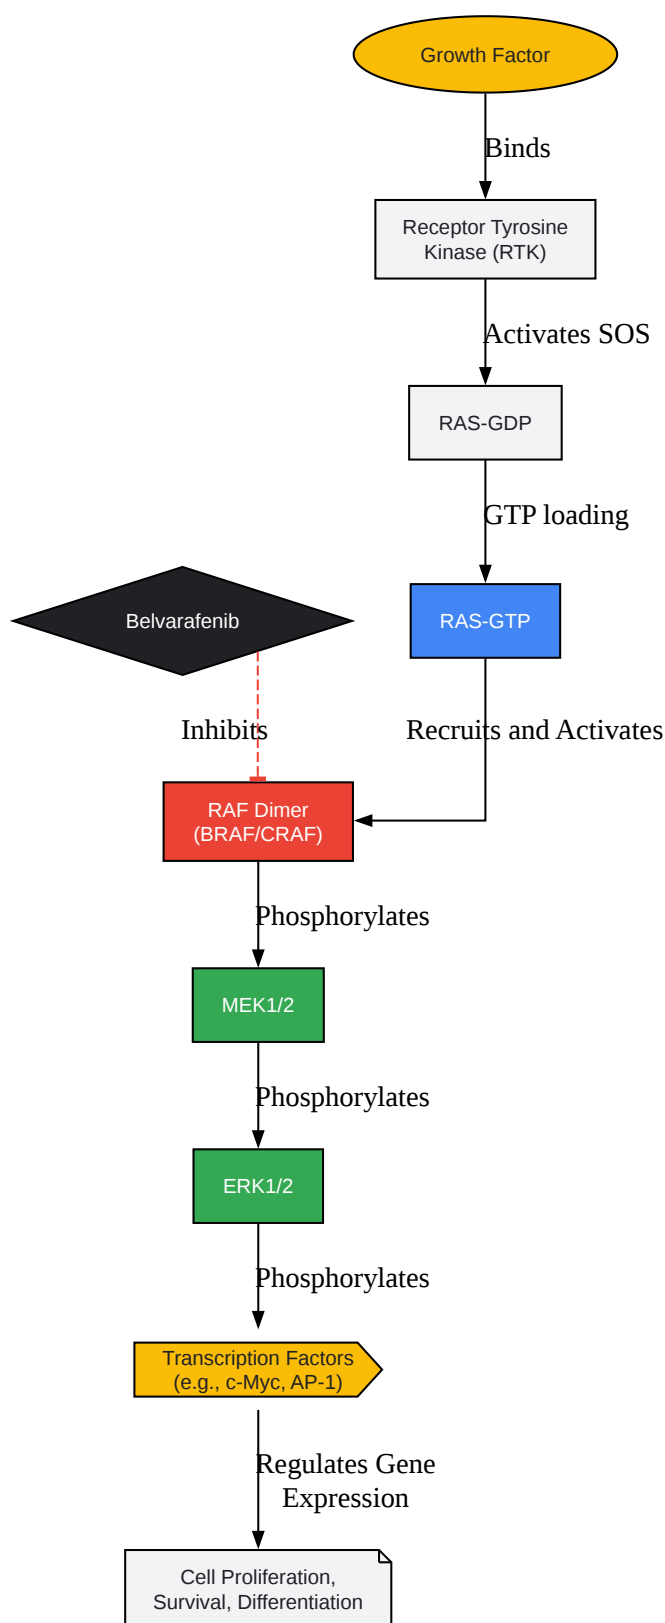 Growth Factor
Binds
Receptor Tyrosine
Kinase (RTK)
Activates SOS
RAS-GDP
GTP loading
Belvarafenib
RAS-GTP
Inhibits
Recruits and Activates
RAF Dimer
(BRAF/CRAF)
Phosphorylates
MEK1/2
Phosphorylates
ERK1/2
Phosphorylates
Transcription Factors
(e.g., c-Myc, AP-1)
Regulates Gene
Expression
Cell Proliferation,
Survival, Differentiation